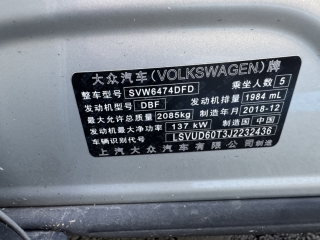 大众汽车(VOLKSWAGEN)牌
整车型号 SVW6474DFD 乘坐人数 5
发动机型号 DBF 发动机排量 1984 mL
最大允许总质量 2085kg 制造年月 2018-12
发动机最大净功率 137 kW 制造国 中国
车辆识别代号 LSVUD60T3J2232436
上汽大众汽车有限公司制造